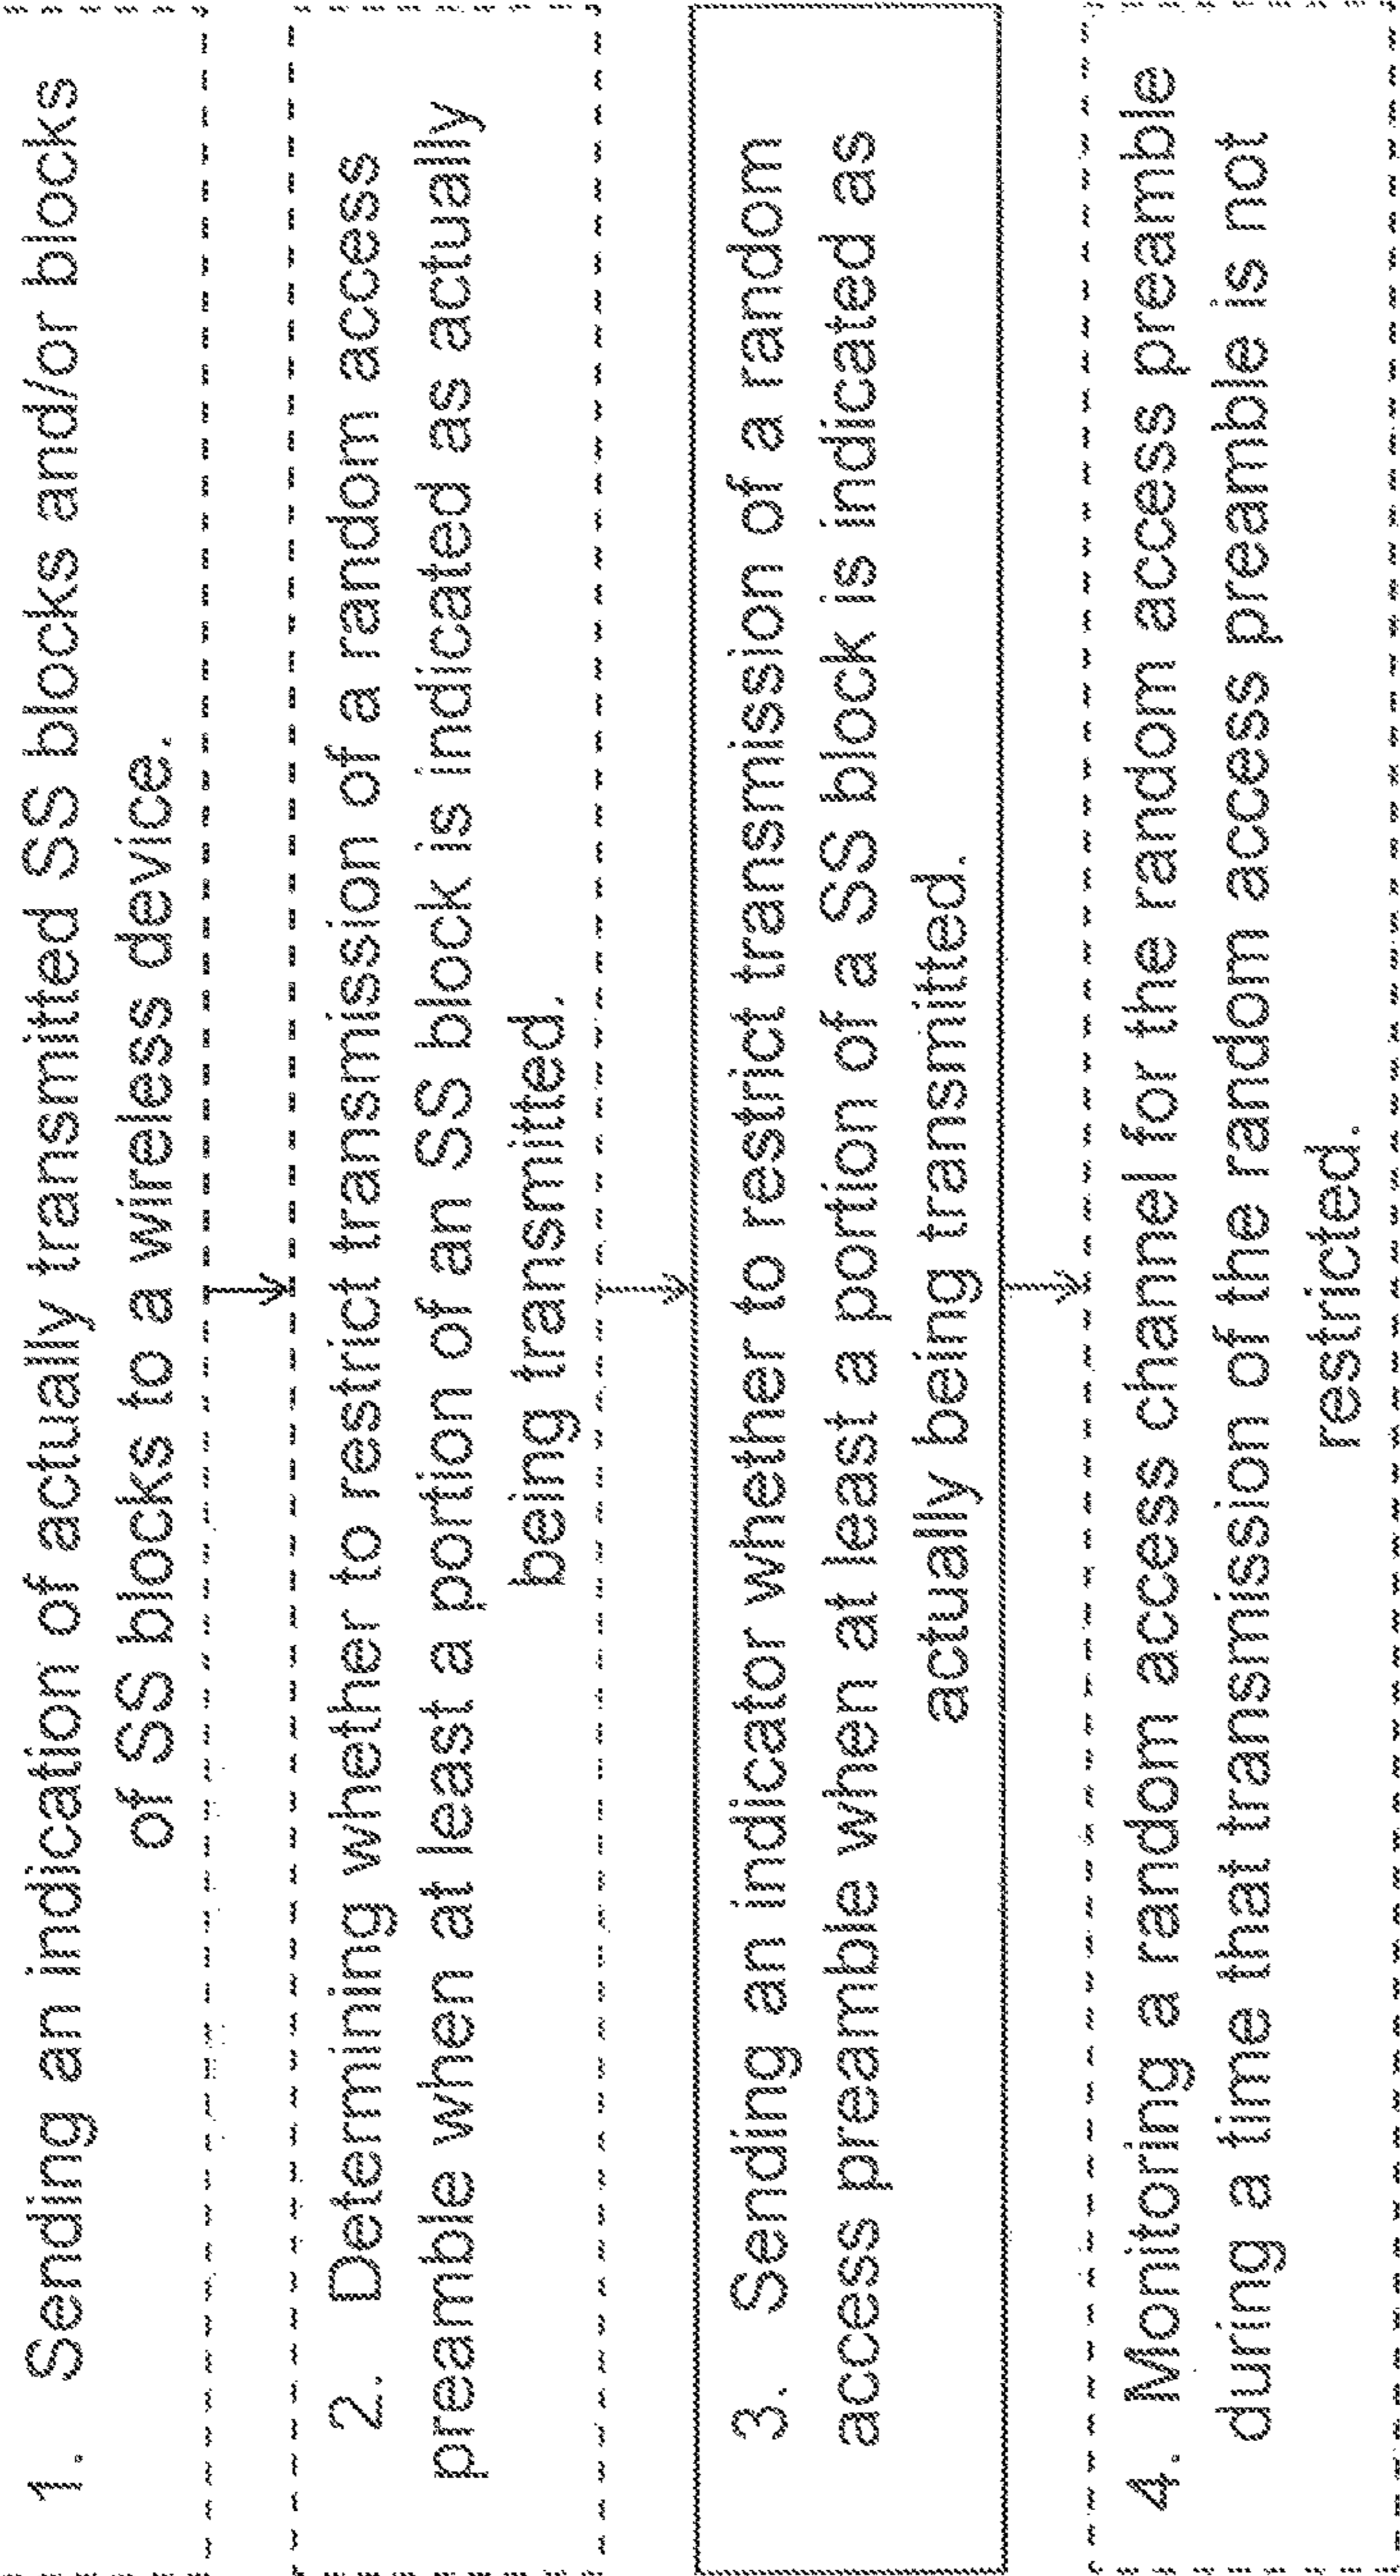 1. Sending an indication of actually transmitted SS blocks and/or blocks
of SS blocks to a wireless device.
2. Determining whether to restrict transmission of a random access
preamble when at least a portion of an SS block is indicated as actually
being transmitted.
3. Sending an indicator whether to restrict transmission of a random
access preamble when at least a portion of a SS block is indicated as
actually being transmitted.
4. Monitoring a random access channel for the random access preamble
during a time that transmission of the random access preamble is not
restricted.